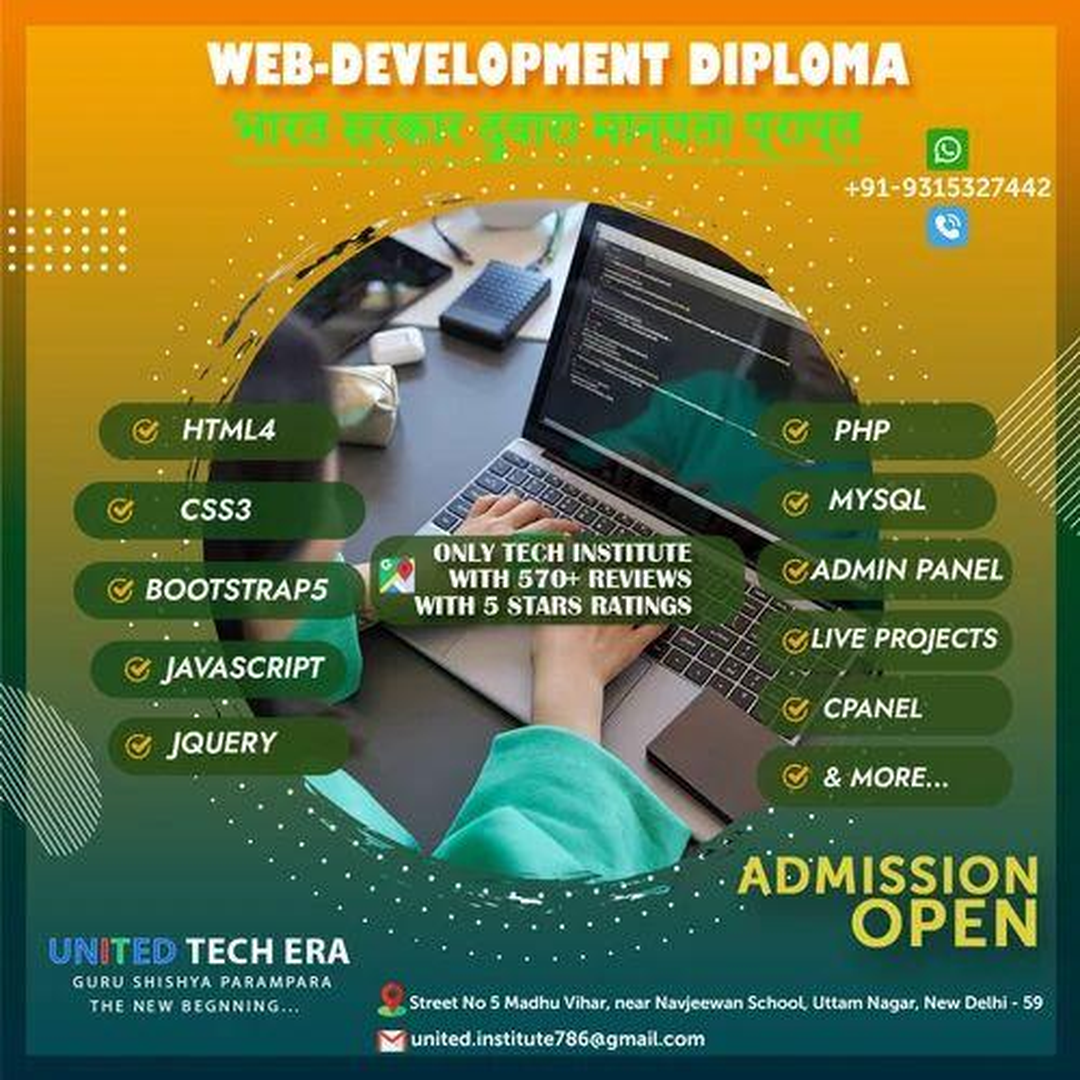 WEB-DEVELOPMENT DIPLOMA
भारत सरकार द्वारा मान्यता प्राप्त
+91-9315327442
HTML4
CSS3
BOOTSTRAP5
JAVASCRIPT
JQUERY
ONLY TECH INSTITUTE
WITH 570+ REVIEWS
WITH 5 STARS RATINGS
PHP
MYSQL
ADMIN PANEL
LIVE PROJECTS
CPANEL
& MORE...
ADMISSION
OPEN
UNITED TECH ERA
GURU SHISHYA PARAMPARA
THE NEW BEGNNING...
Street No 5 Madhu Vihar, near Navjeewan School, Uttam Nagar, New Delhi - 59
united.institute786@gmail.com